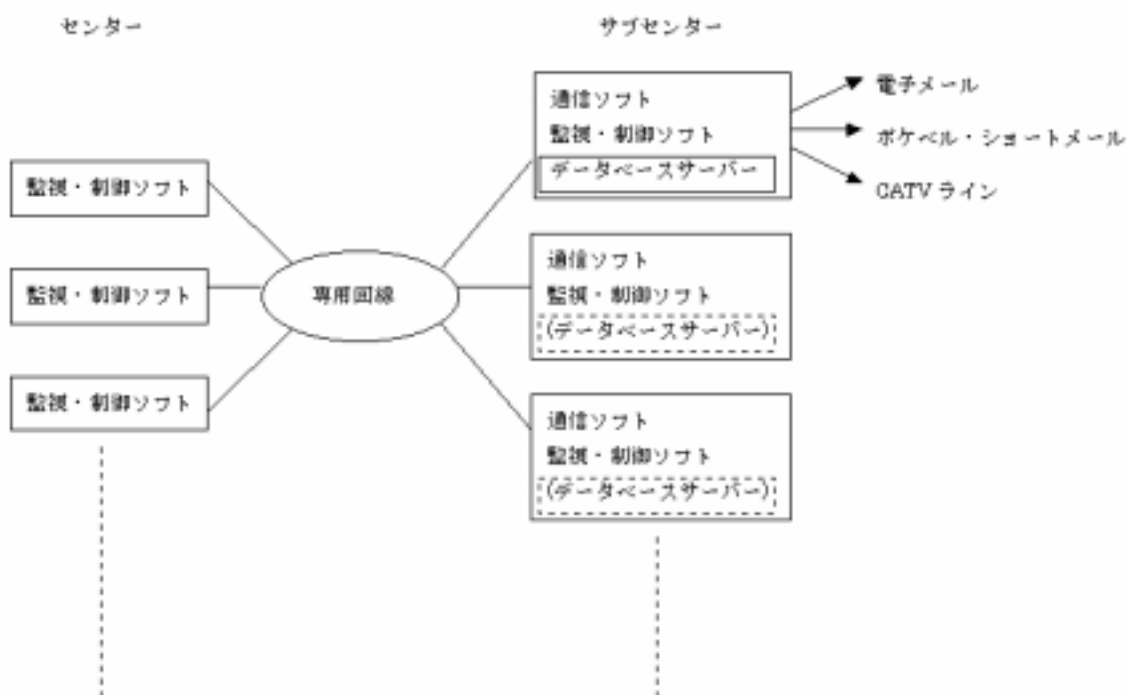 センター
サブセンター
監視・制御ソフト
監視・制御ソフト
監視・制御ソフト
専用回線
通信ソフト
監視・制御ソフト
データベースサーバー
通信ソフト
監視・制御ソフト
(データベースサーバー)
通信ソフト
監視・制御ソフト
(データベースサーバー)
電子メール
ポケベル・ショートメール
CATV ライン